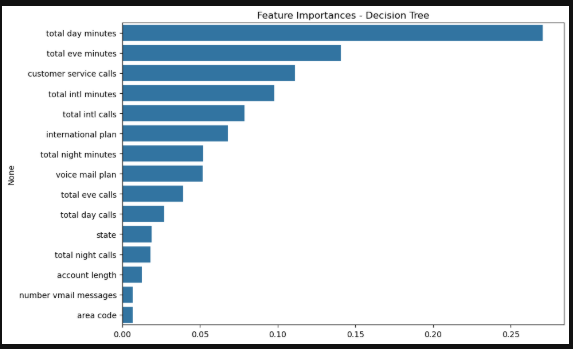 Feature Importances - Decision Tree
total day minutes
total eve minutes
customer service calls
total intl minutes
total intl calls
international plan
total night minutes
voice mail plan
total eve calls
total day calls
state
total night calls
account length
number vmail messages
area code
None
0.00 0.05 0.10 0.15 0.20 0.25